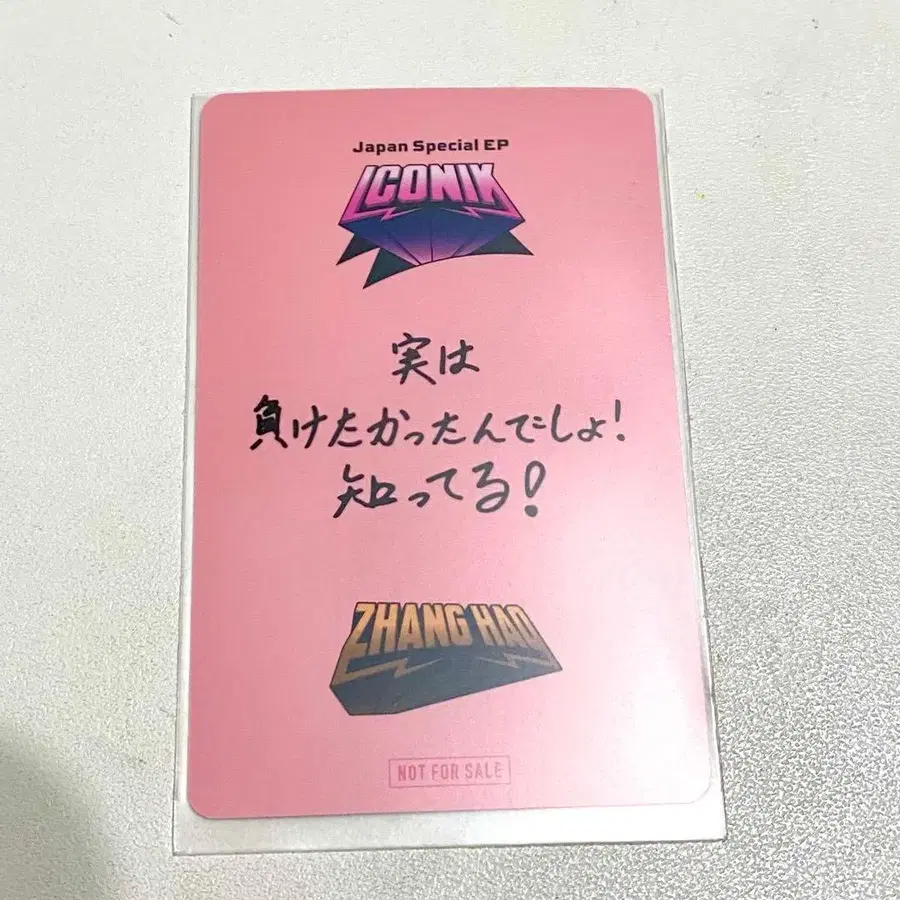 Japan Special EP
ICONIK
実は
負けたかったんでしょ!
知ってる!
ZHANG HAO
NOT FOR SALE